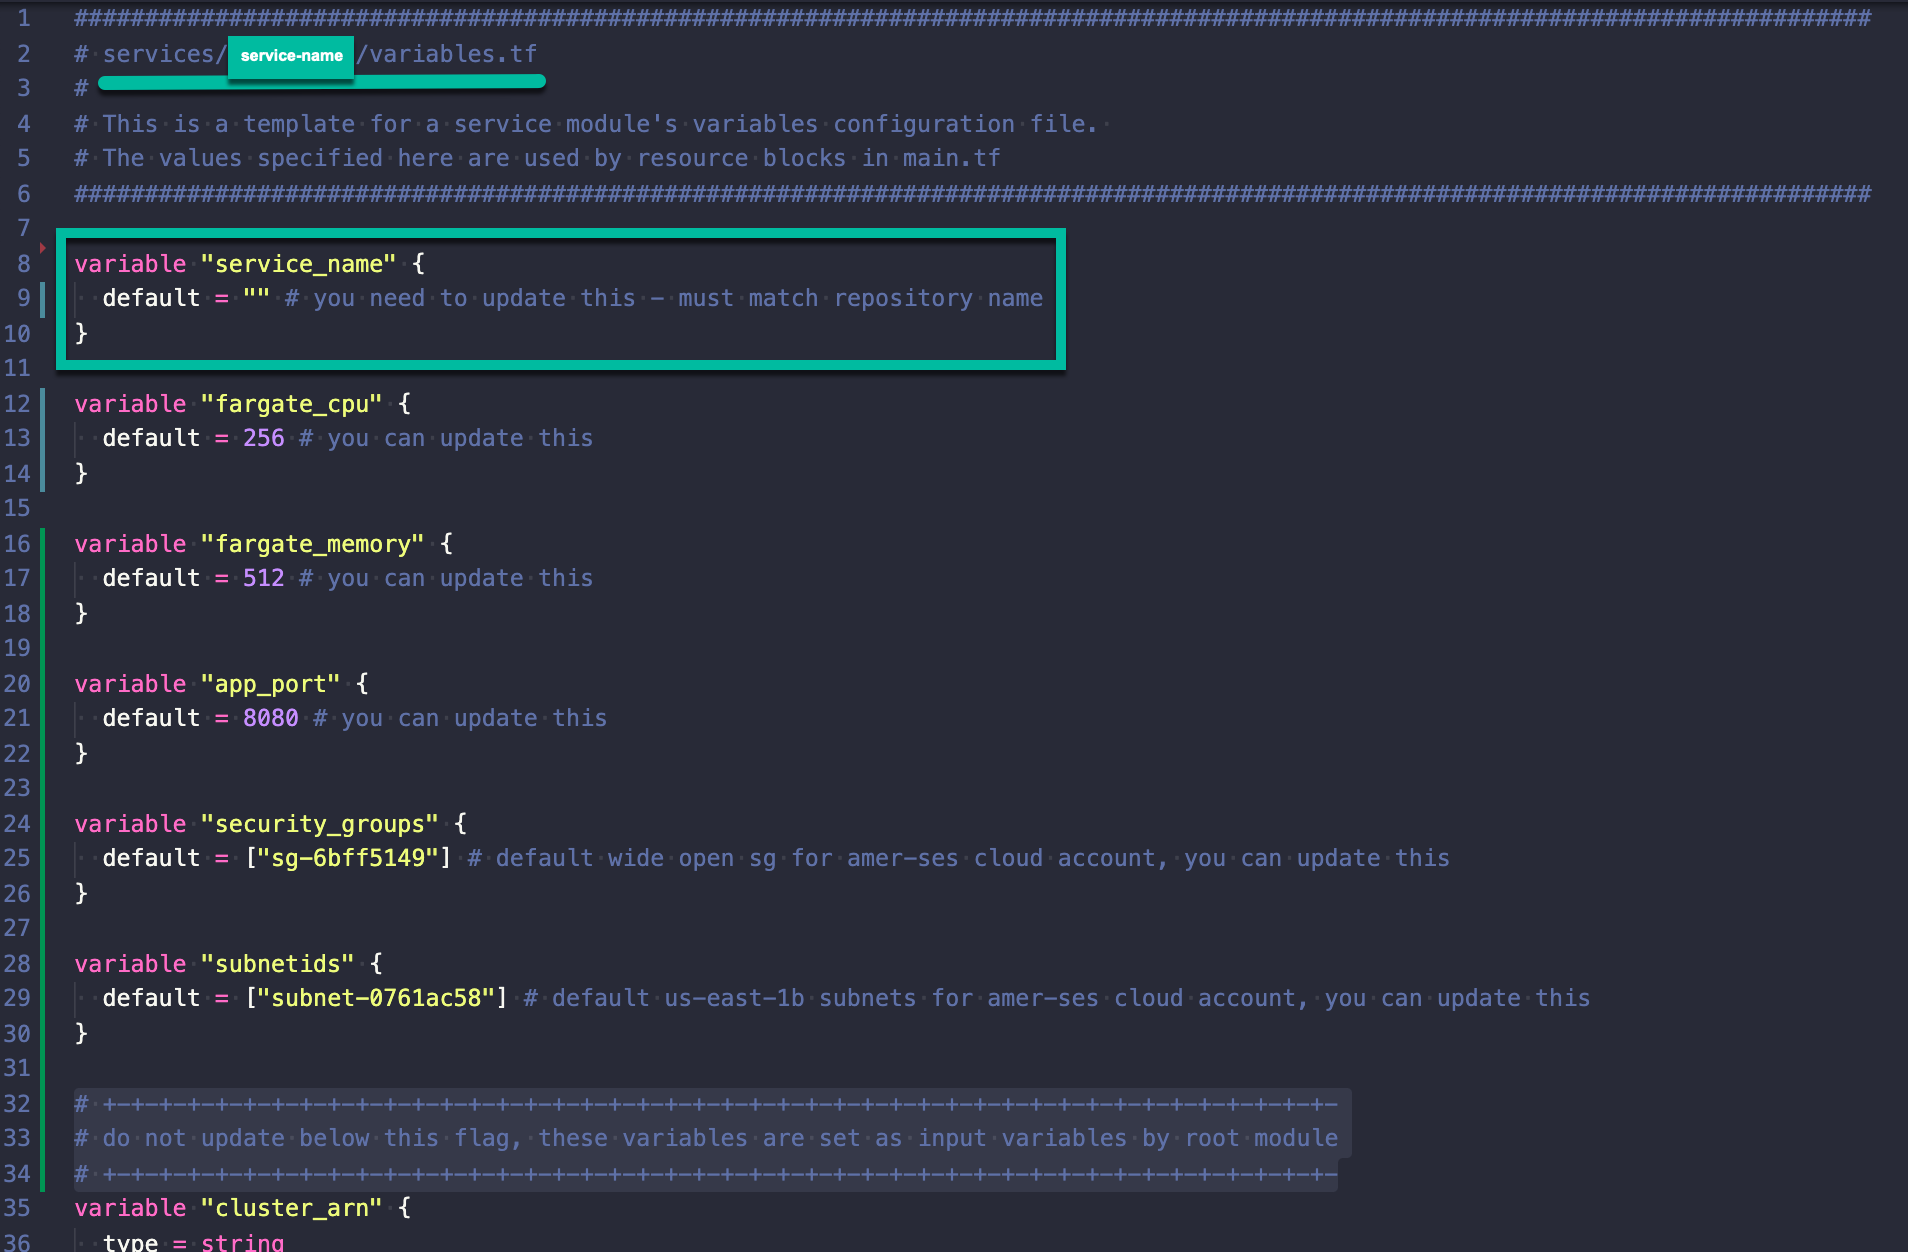 1 ################################################################################################################################
2 # services/service-name/variables.tf
3 #
4 # This is a template for a service module's variables configuration file.
5 # The values specified here are used by resource blocks in main.tf
6 ################################################################################################################################
7
8 variable "service_name" {
9   default = "" # you need to update this - must match repository name
10 }
11
12 variable "fargate_cpu" {
13   default = 256 # you can update this
14 }
15
16 variable "fargate_memory" {
17   default = 512 # you can update this
18 }
19
20 variable "app_port" {
21   default = 8080 # you can update this
22 }
23
24 variable "security_groups" {
25   default = ["sg-6bff5149"] # default wide open sg for amer-ses cloud account, you can update this
26 }
27
28 variable "subnetids" {
29   default = ["subnet-0761ac58"] # default us-east-1b subnets for amer-ses cloud account, you can update this
30 }
31
32 # +-+-+-+-+-+-+-+-+-+-+-+-+-+-+-+-+-+-+-+-+-+-+-+-+-+-+-+-+-+-+-+-+-+-+-+-+-+-+-+-+-+-+-+-
33 # do not update below this flag, these variables are set as input variables by root module
34 # +-+-+-+-+-+-+-+-+-+-+-+-+-+-+-+-+-+-+-+-+-+-+-+-+-+-+-+-+-+-+-+-+-+-+-+-+-+-+-+-+-+-+-+-
35 variable "cluster_arn" {
36   type = string